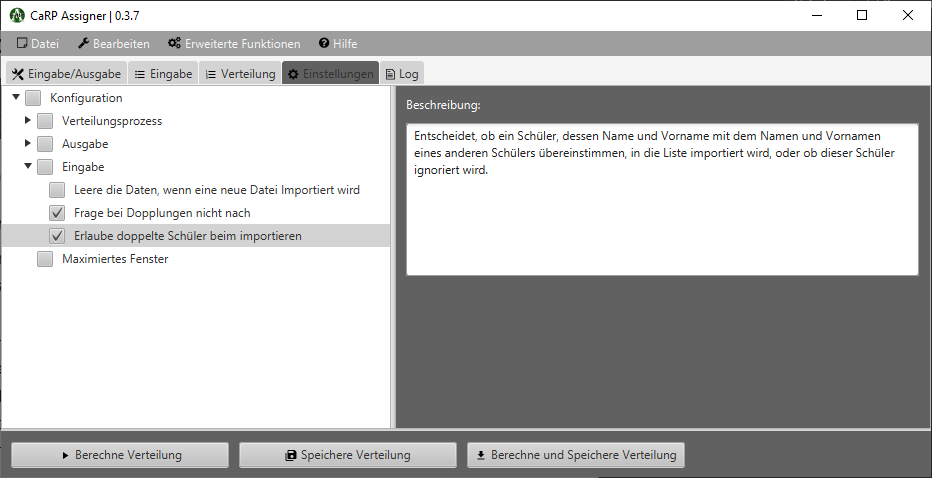 CaRP Assigner | 0.3.7
Datei Bearbeiten Erweiterte Funktionen Hilfe
Eingabe/Ausgabe Eingabe Verteilung Einstellungen Log
Konfiguration
Verteilungsprozess
Ausgabe
Eingabe
Leere die Daten, wenn eine neue Datei Importiert wird
Frage bei Dopplungen nicht nach
Erlaube doppelte Schüler beim importieren
Maximiertes Fenster
Beschreibung:
Entscheidet, ob ein Schüler, dessen Name und Vorname mit dem Namen und Vornamen
eines anderen Schülers übereinstimmen, in die Liste importiert wird, oder ob dieser Schüler
ignoriert wird.
Berechne Verteilung Speichere Verteilung Berechne und Speichere Verteilung